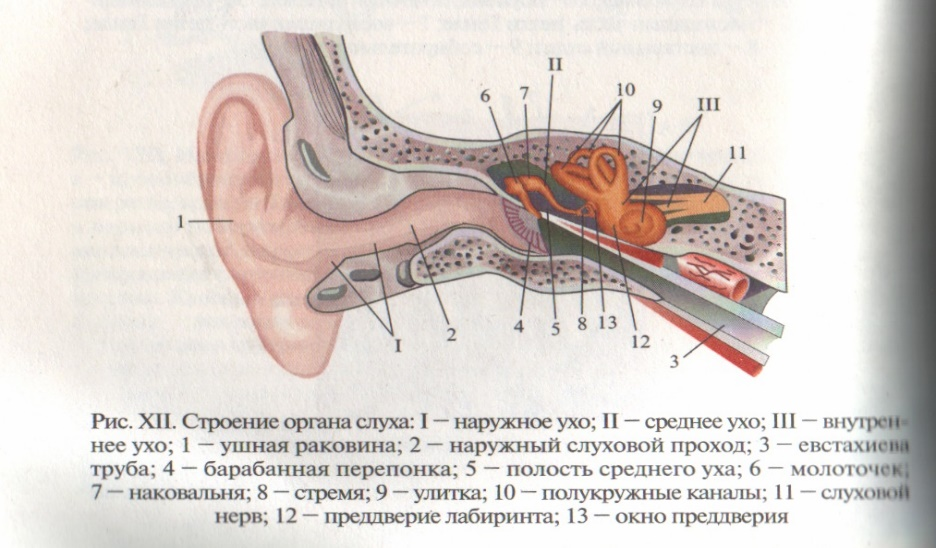 II
6
7
10
9
III
11
1
I
2
4
5
8
13
12
3
Рис. XII. Строение органа слуха: I — наружное ухо; II — среднее ухо; III — внутрен-
нее ухо; 1 — ушная раковина; 2 — наружный слуховой проход; 3 — евстахиева
труба; 4 — барабанная перепонка; 5 — полость среднего уха; 6 — молоточек;
7 — наковальня; 8 — стремя; 9 — улитка; 10 — полукружные каналы; 11 — слуховой
нерв; 12 — преддверие лабиринта; 13 — окно преддверия